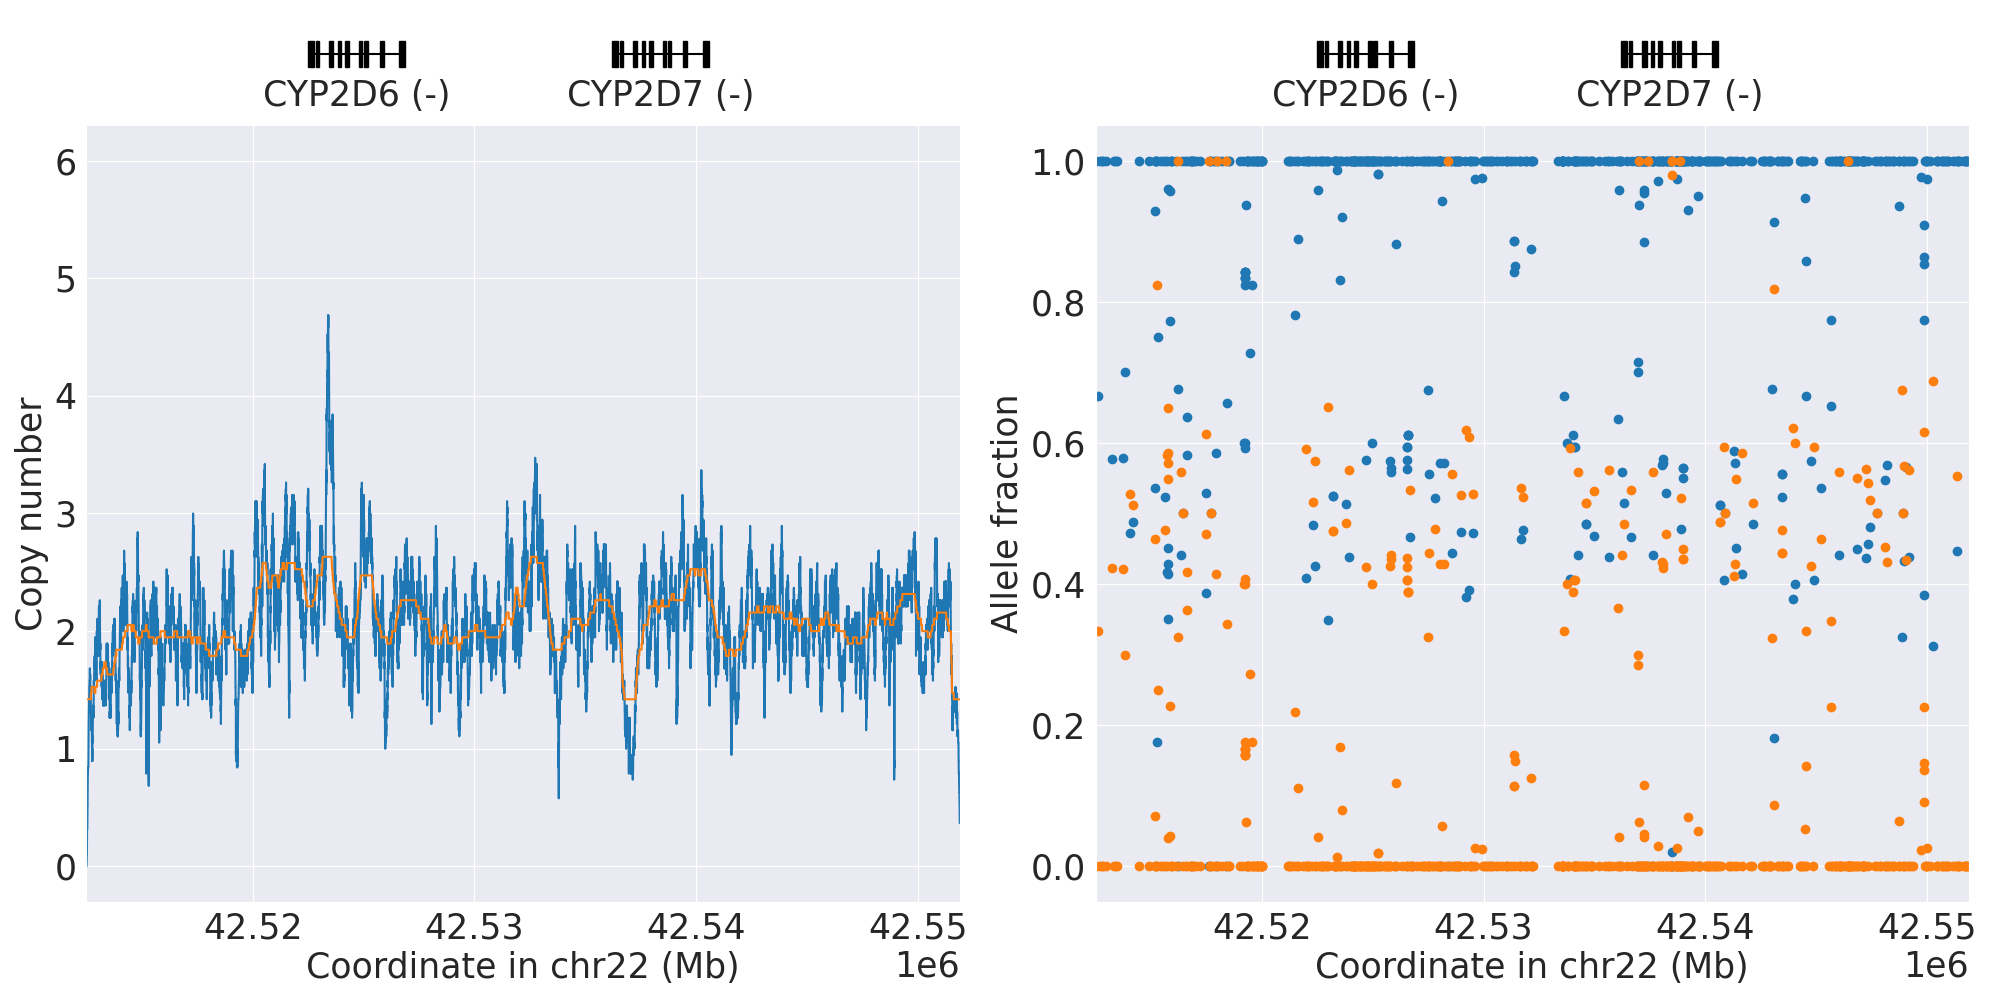 CYP2D6 (-) CYP2D7 (-)
CYP2D6 (-) CYP2D7 (-)
Copy number
6
5
4
3
2
1
0
42.52 42.53 42.54 42.55
Coordinate in chr22 (Mb)
1e6
Allele fraction
1.0
0.8
0.6
0.4
0.2
0.0
42.52 42.53 42.54 42.55
Coordinate in chr22 (Mb)
1e6